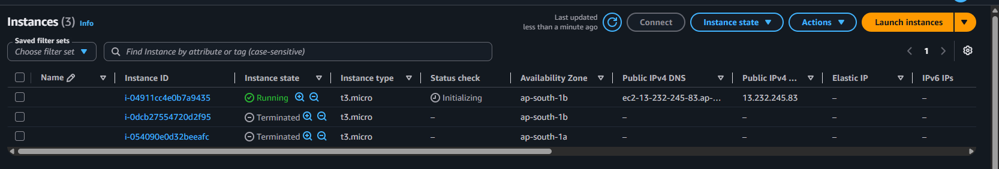 Instances (3) Info
Last updated
less than a minute ago
Connect
Instance state
Actions
Launch instances
Saved filter sets
Choose filter set
Find Instance by attribute or tag (case-sensitive)
1
Name Instance ID Instance state Instance type Status check Availability Zone Public IPv4 DNS Public IPv4 ... Elastic IP IPv6 IPs
i-04911cc4e0b7a9435 Running t3.micro Initializing ap-south-1b ec2-13-232-245-83.ap-... 13.232.245.83 – –
i-0dcb27554720d2f95 Terminated t3.micro – ap-south-1b – – – –
i-054090e0d32beeafc Terminated t3.micro – ap-south-1a – – – –